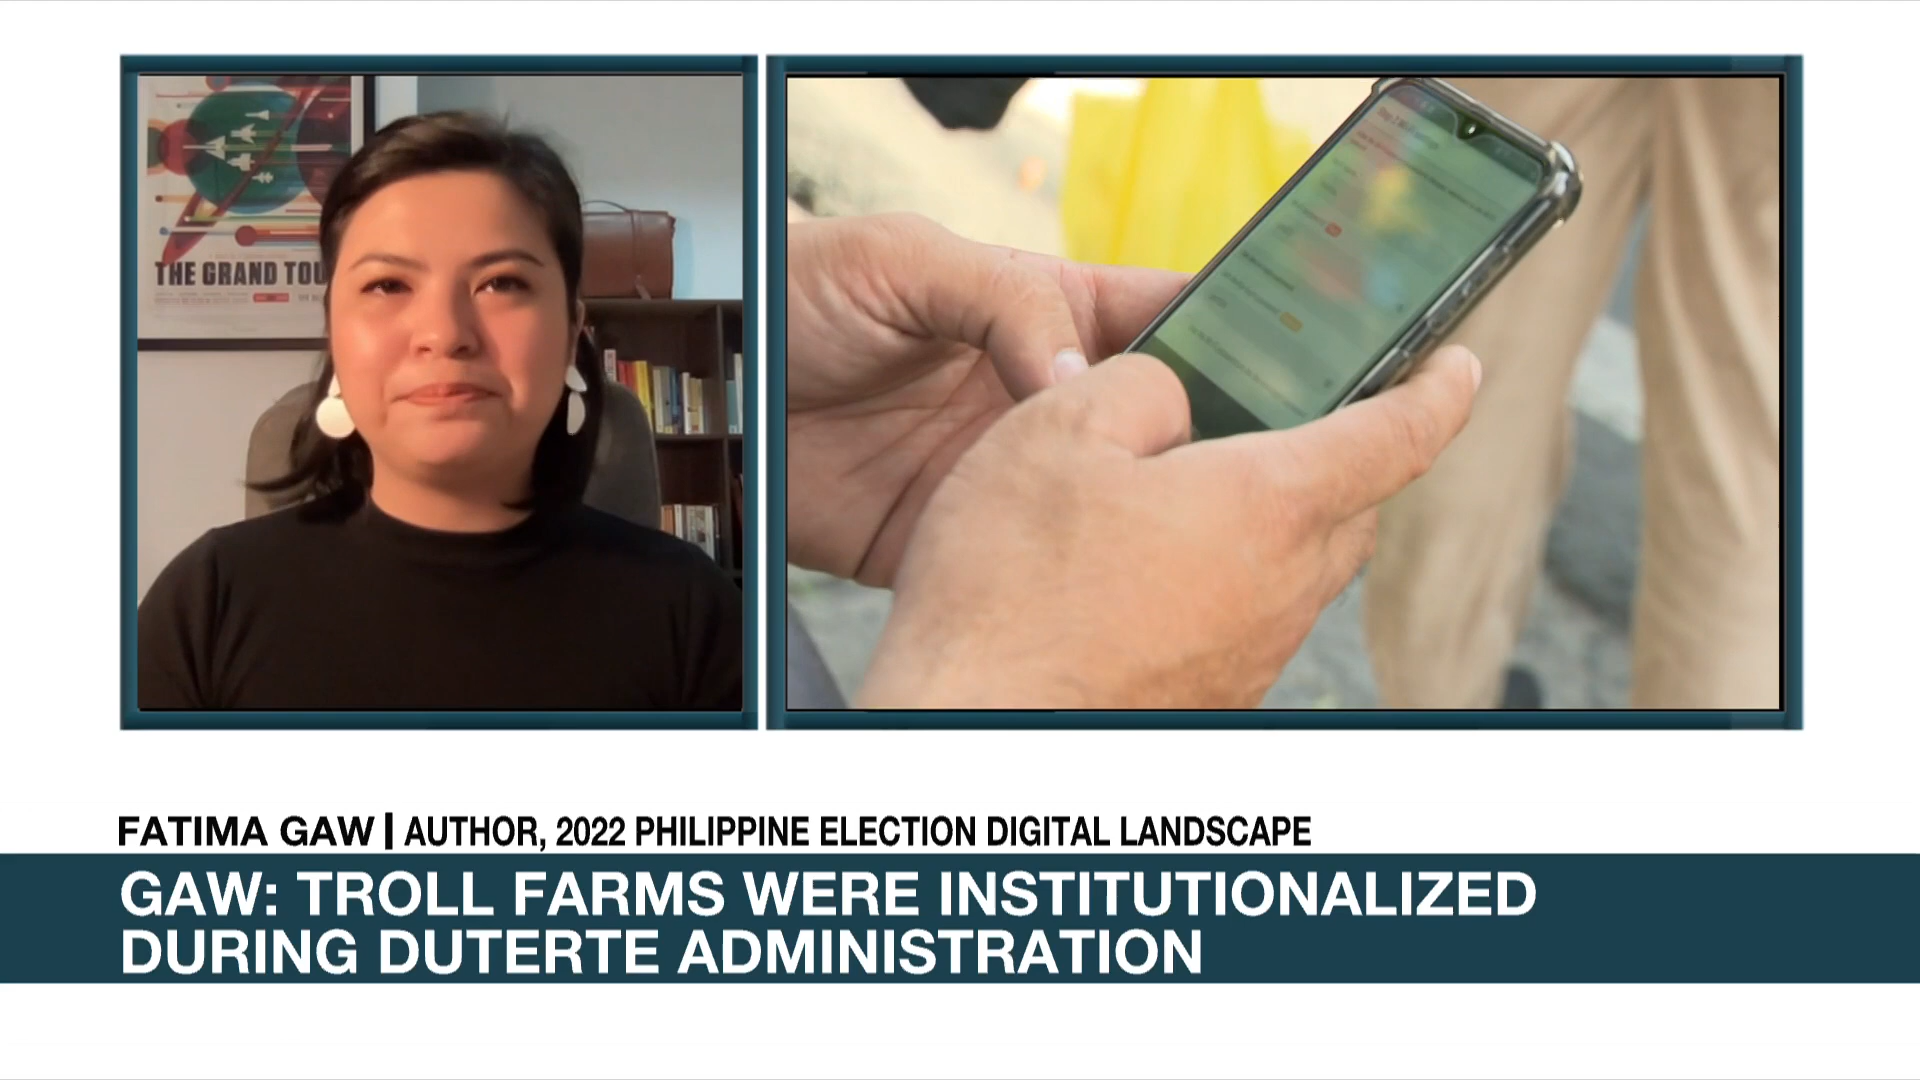 THE GRAND TOU
FATIMA GAW | AUTHOR, 2022 PHILIPPINE ELECTION DIGITAL LANDSCAPE
GAW: TROLL FARMS WERE INSTITUTIONALIZED
DURING DUTERTE ADMINISTRATION